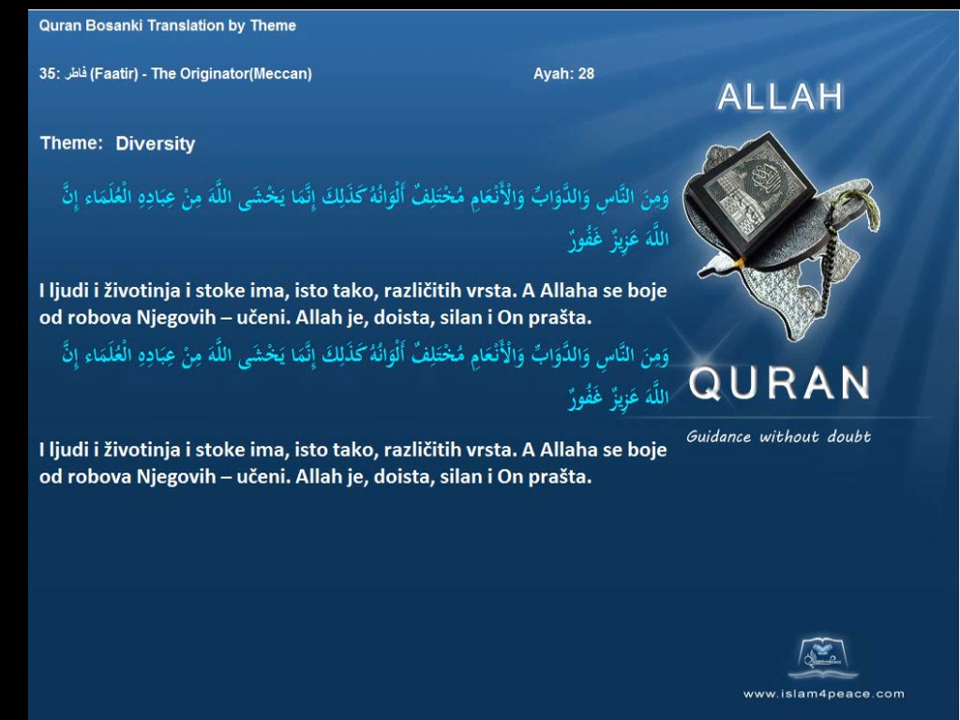 Quran Bosanki Translation by Theme
35: فاطر (Faatir) - The Originator(Meccan) Ayah: 28
ALLAH
Theme: Diversity
وَمِنَ النَّاسِ وَالدَّوَابِّ وَالْأَنْعَامِ مُخْتَلِفٌ أَلْوَانُهُ كَذَلِكَ إِنَّمَا يَخْشَى اللَّهَ مِنْ عِبَادِهِ الْعُلَمَاء إِنَّ
اللَّهَ عَزِيزٌ غَفُورٌ
I ljudi i životinja i stoke ima, isto tako, različitih vrsta. A Allaha se boje
od robova Njegovih – učeni. Allah je, doista, silan i On prašta.
وَمِنَ النَّاسِ وَالدَّوَابِّ وَالْأَنْعَامِ مُخْتَلِفٌ أَلْوَانُهُ كَذَلِكَ إِنَّمَا يَخْشَى اللَّهَ مِنْ عِبَادِهِ الْعُلَمَاء إِنَّ
اللَّهَ عَزِيزٌ غَفُورٌ
I ljudi i životinja i stoke ima, isto tako, različitih vrsta. A Allaha se boje
od robova Njegovih – učeni. Allah je, doista, silan i On prašta.
QURAN
Guidance without doubt
www.islam4peace.com